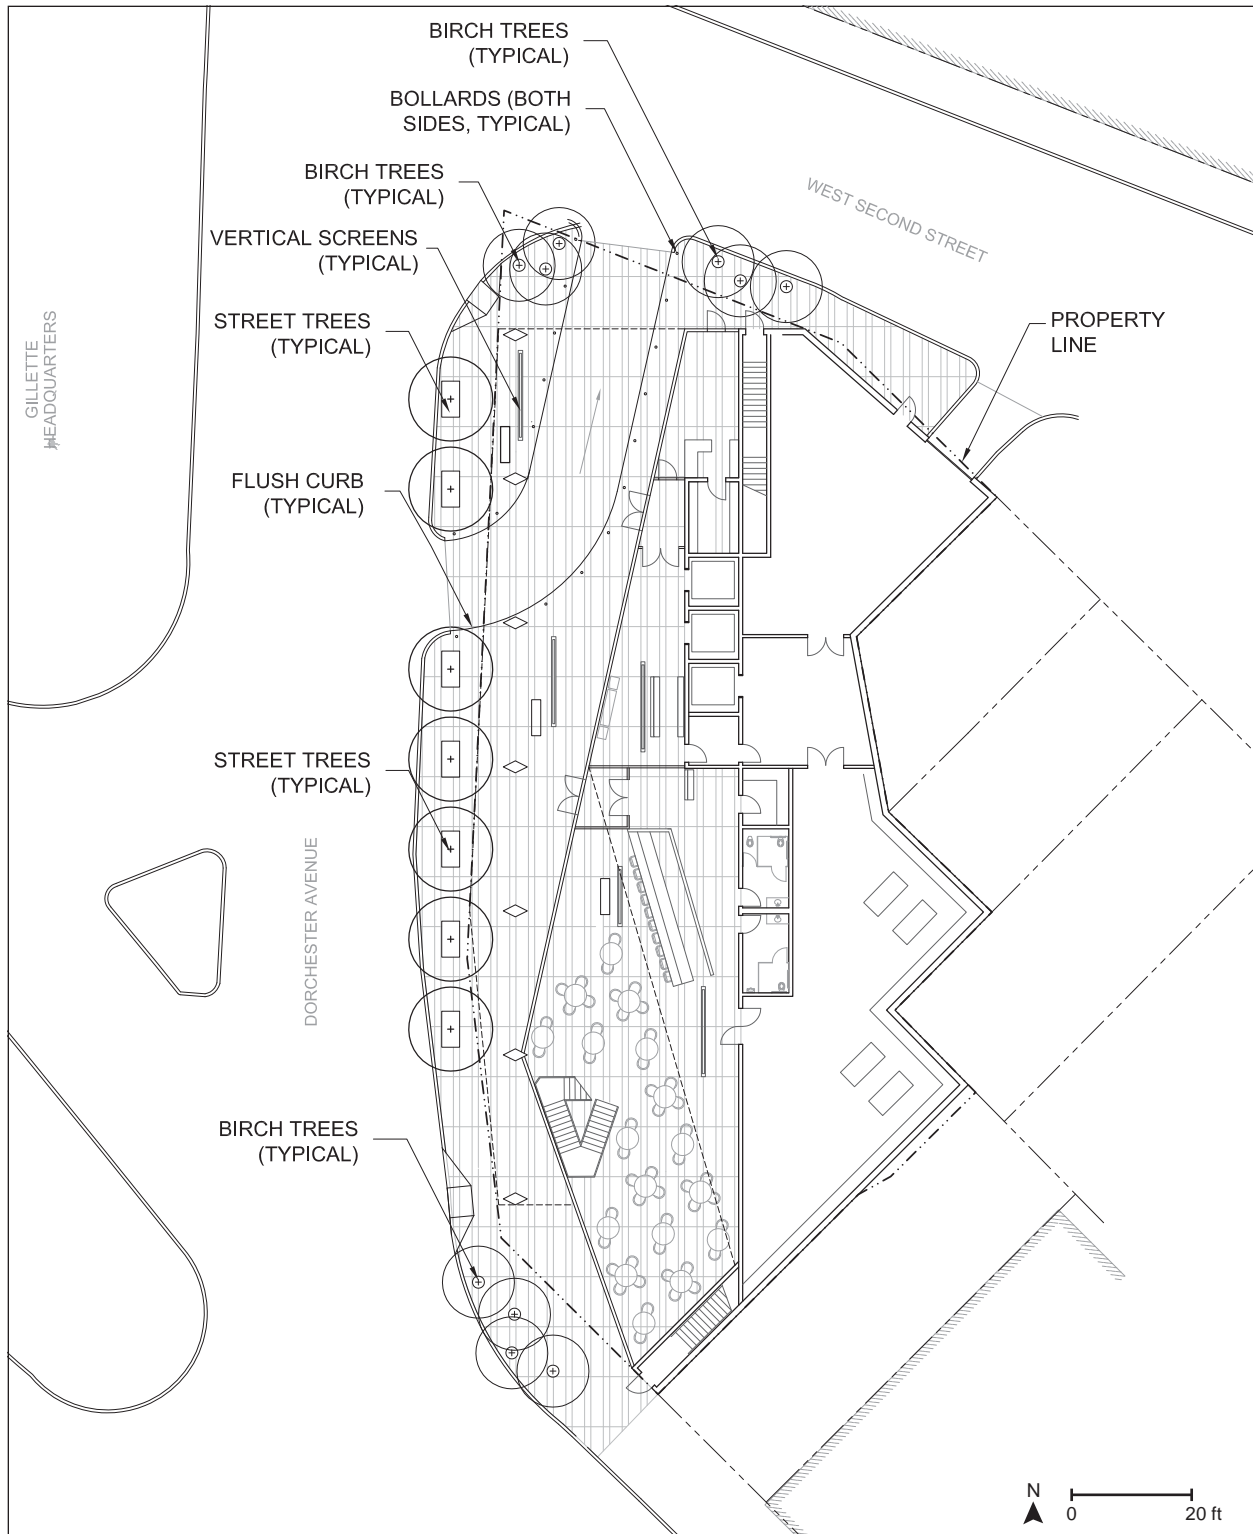 BIRCH TREES
(TYPICAL)
BOLLARDS (BOTH
SIDES, TYPICAL)
BIRCH TREES
(TYPICAL)
WEST SECOND STREET
VERTICAL SCREENS
(TYPICAL)
STREET TREES
(TYPICAL)
PROPERTY
LINE
GILLETTE
HEADQUARTERS
FLUSH CURB
(TYPICAL)
STREET TREES
(TYPICAL)
DORCHESTER AVENUE
BIRCH TREES
(TYPICAL)
N
0 20 ft